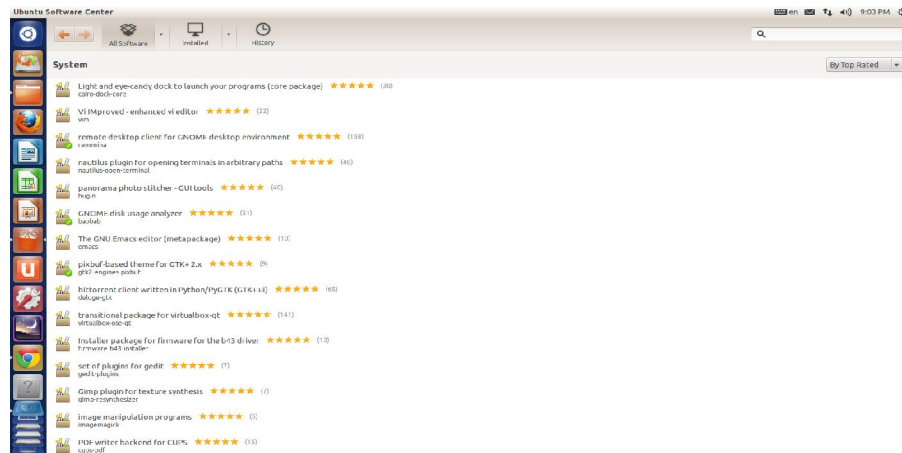 Ubuntu Software Center
en
9:03 PM
All Software
Installed
History
System
By Top Rated
Light and eye-candy dock to launch your programs (core package) (30)
cairo-dock-core
Vi IMproved - enhanced vi editor (22)
vim
remote desktop client for GNOME desktop environment (158)
remmina
nautilus plugin for opening terminals in arbitrary paths (48)
nautilus-open-terminal
panorama photo stitcher - GUI tools (40)
hugin
GNOME disk usage analyzer (51)
baobab
The GNU Emacs editor (metapackage) (10)
emacs
pixbuf-based theme for GTK+ 2.x (9)
gtk2-engines-pixbuf
bittorrent client written in Python/PyGTK (GTK+ ui) (65)
deluge-gtk
transitional package for virtualbox-qt (141)
virtualbox-ose-qt
Installer package for firmware for the b43 driver (13)
firmware-b43-installer
set of plugins for gedit (7)
gedit-plugins
Gimp plugin for texture synthesis (7)
gimp-resynthesizer
image manipulation programs (5)
imagemagick
PDF writer backend for CUPS (15)
cups-pdf